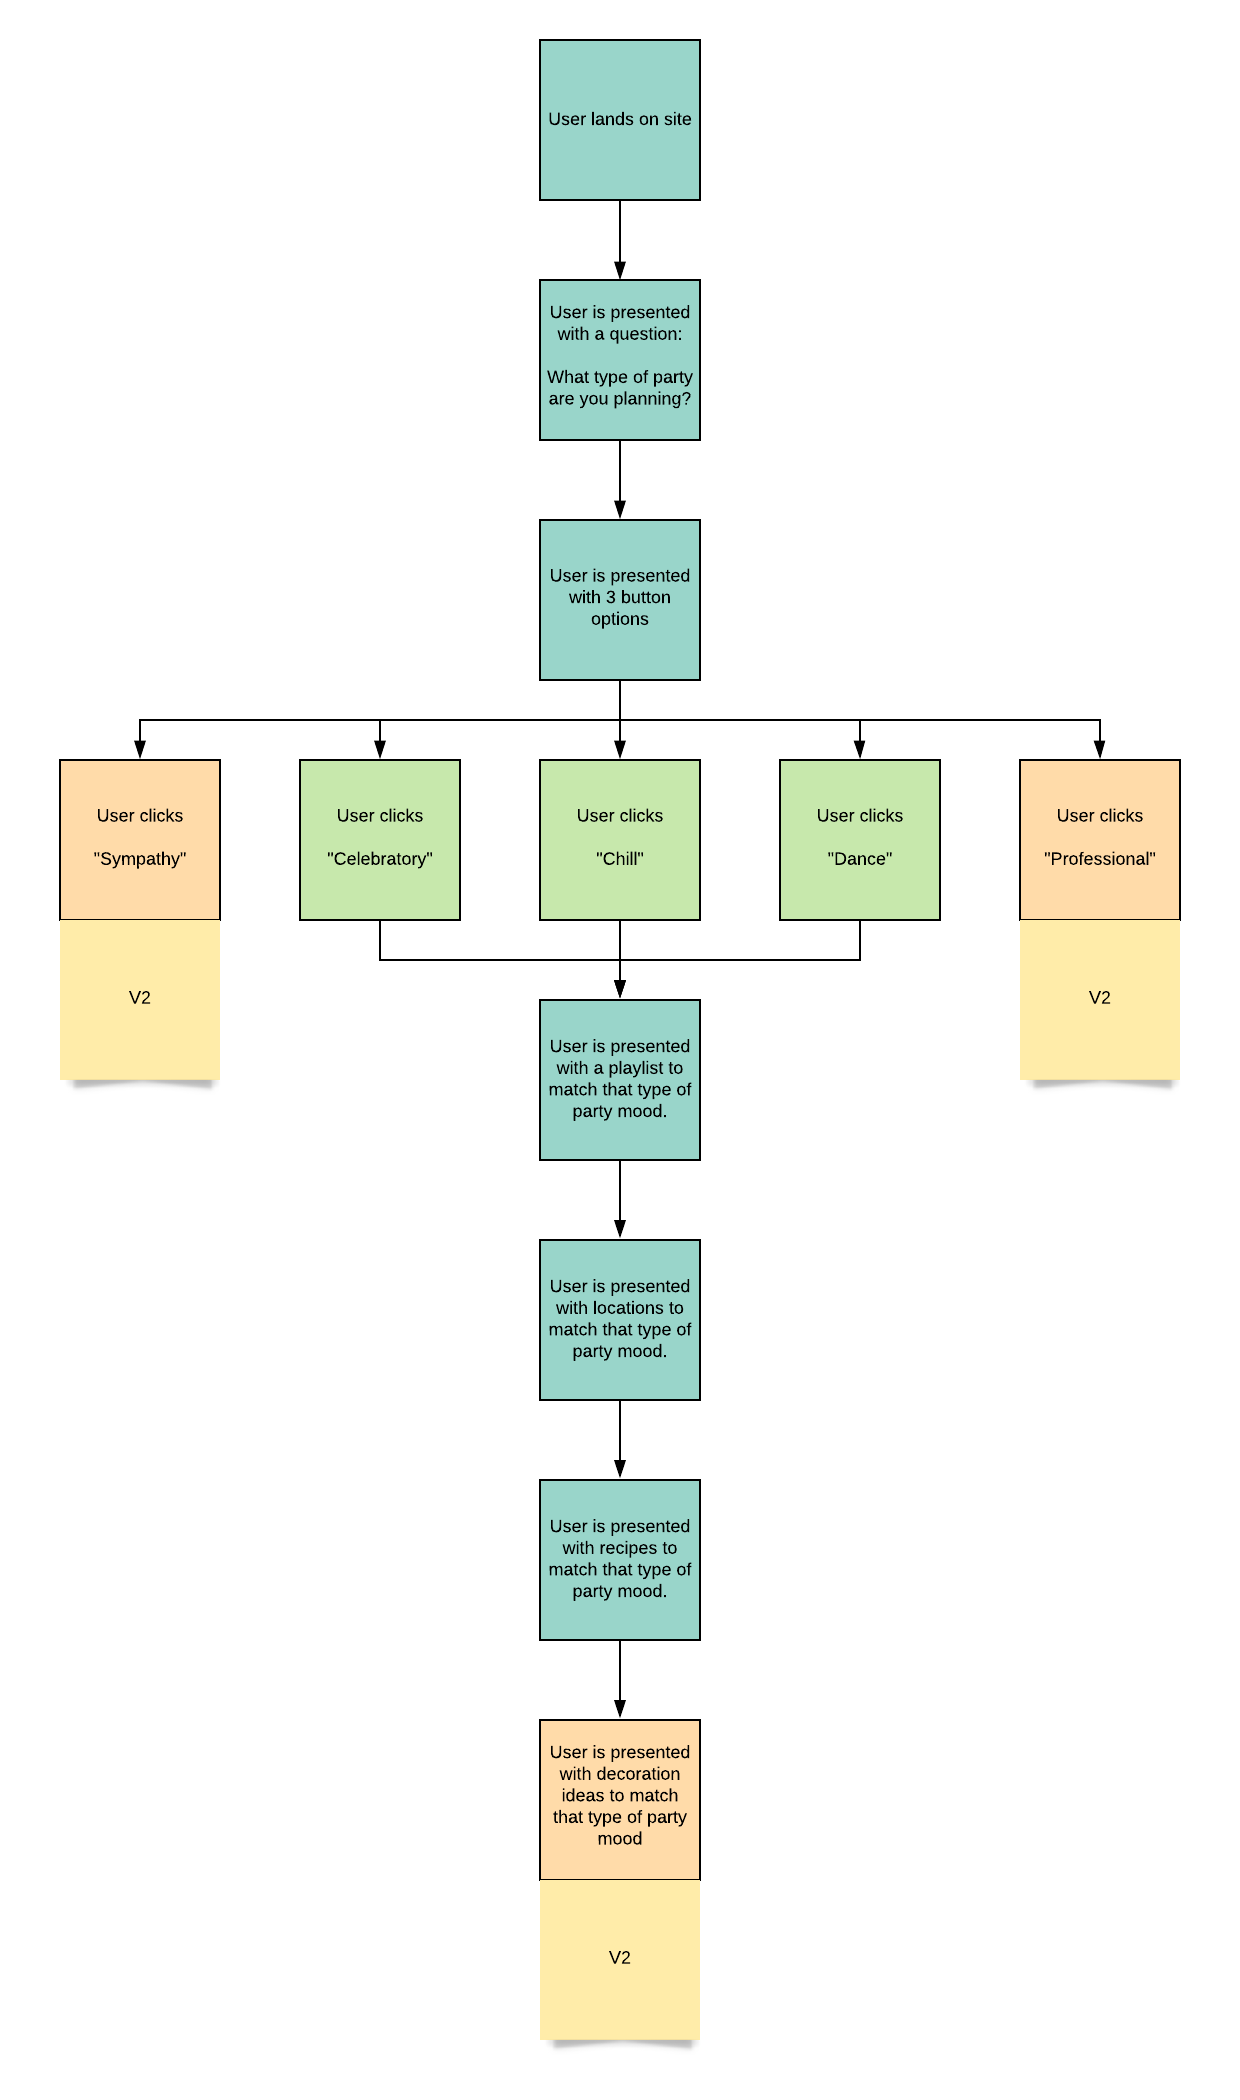 User lands on site
User is presented
with a question:
What type of party
are you planning?
User is presented
with 3 button
options
User clicks
"Sympathy"
User clicks
"Celebratory"
User clicks
"Chill"
User clicks
"Dance"
User clicks
"Professional"
V2
V2
User is presented
with a playlist to
match that type of
party mood.
User is presented
with locations to
match that type of
party mood.
User is presented
with recipes to
match that type of
party mood.
User is presented
with decoration
ideas to match
that type of party
mood
V2